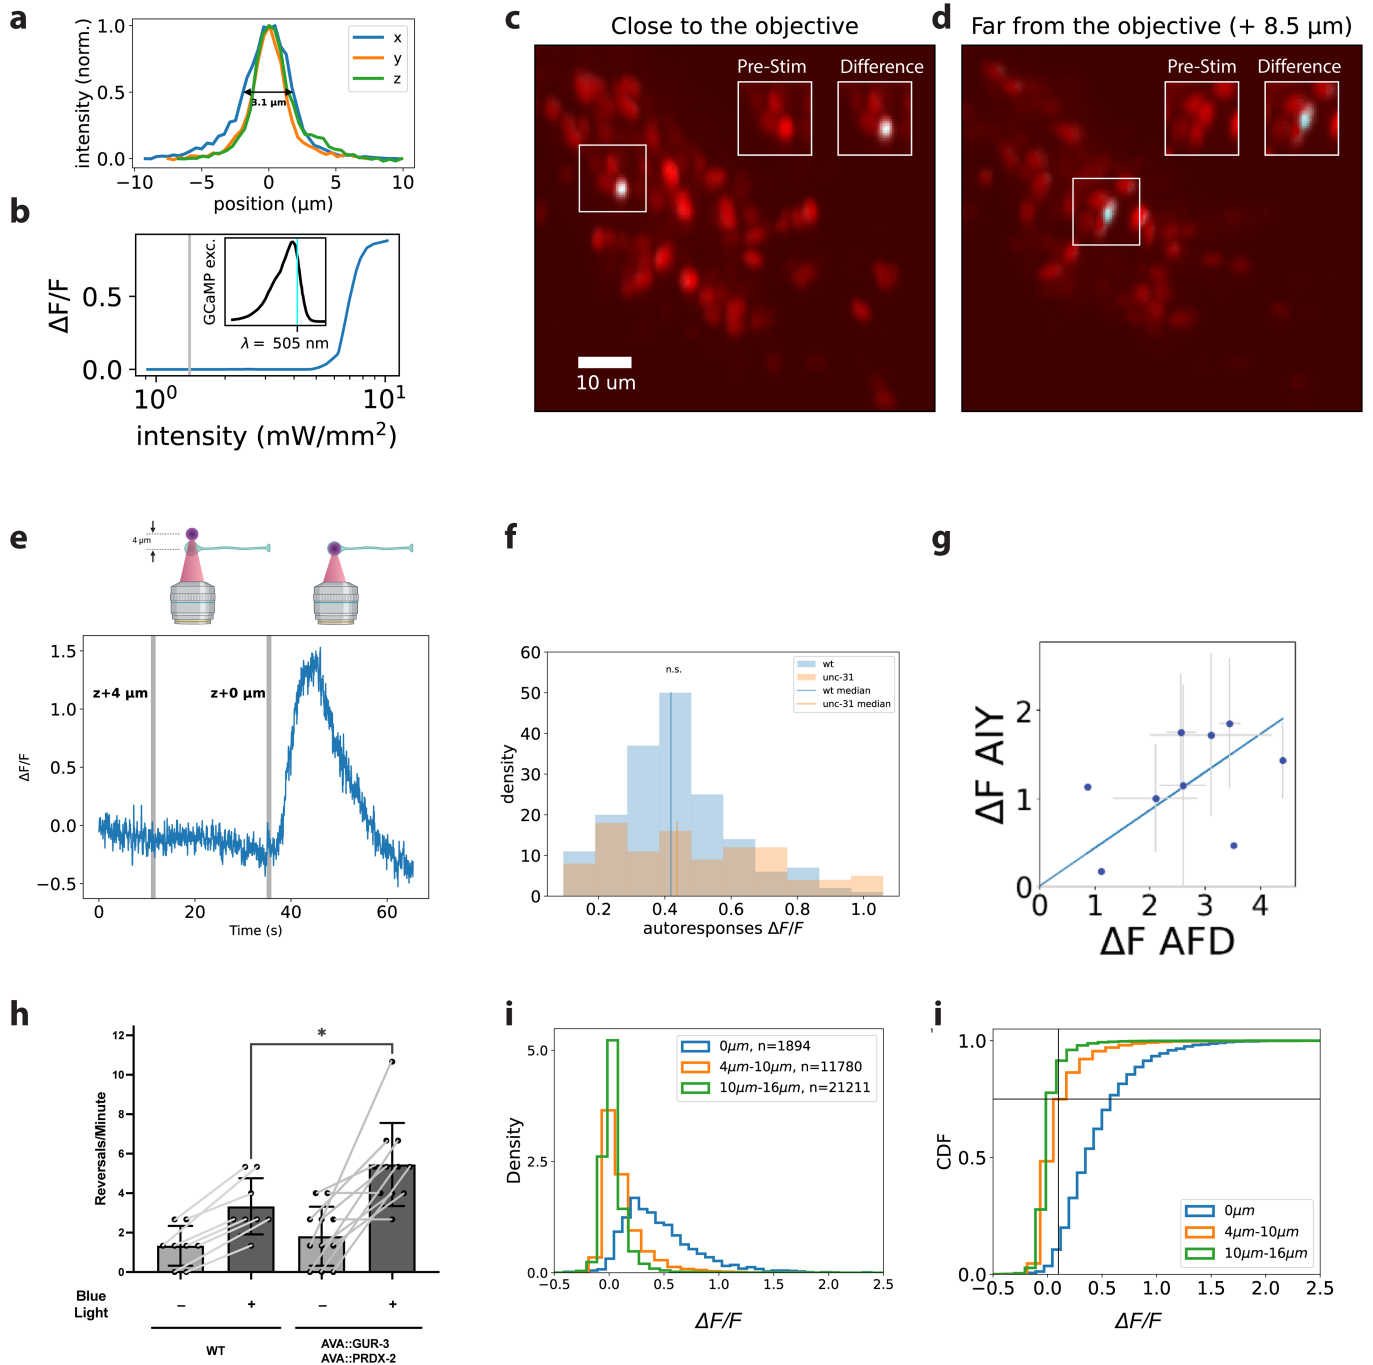 a
intensity (norm.)
1.0
0.5
0.0
x
y
z
3.1 μm
−10
−5
0
5
10
position (μm)
b
ΔF/F
0.5
0.0
GCaMP exc.
λ = 505 nm
10⁰
10¹
intensity (mW/mm²)
c
Close to the objective
Pre-Stim
Difference
10 um
d
Far from the objective (+ 8.5 μm)
Pre-Stim
Difference
e
4 μm
1.5
1.0
0.5
0.0
−0.5
ΔF/F
z+4 μm
z+0 μm
0
20
40
60
Time (s)
f
60
50
40
30
20
10
0
density
n.s.
wt
unc-31
wt median
unc-31 median
0.2
0.4
0.6
0.8
1.0
autoresponses ΔF/F
g
ΔF AIY
2
1
0
0
1
2
3
4
ΔF AFD
h
Reversals/Minute
12
10
8
6
4
2
0
*
Blue
Light
–
+
–
+
WT
AVA::GUR-3
AVA::PRDX-2
i
Density
5.0
2.5
0.0
0μm, n=1894
4μm-10μm, n=11780
10μm-16μm, n=21211
−0.5
0.0
0.5
1.0
1.5
2.0
2.5
ΔF/F
i
CDF
1.0
0.5
0.0
0μm
4μm-10μm
10μm-16μm
−0.5
0.0
0.5
1.0
1.5
2.0
2.5
ΔF/F